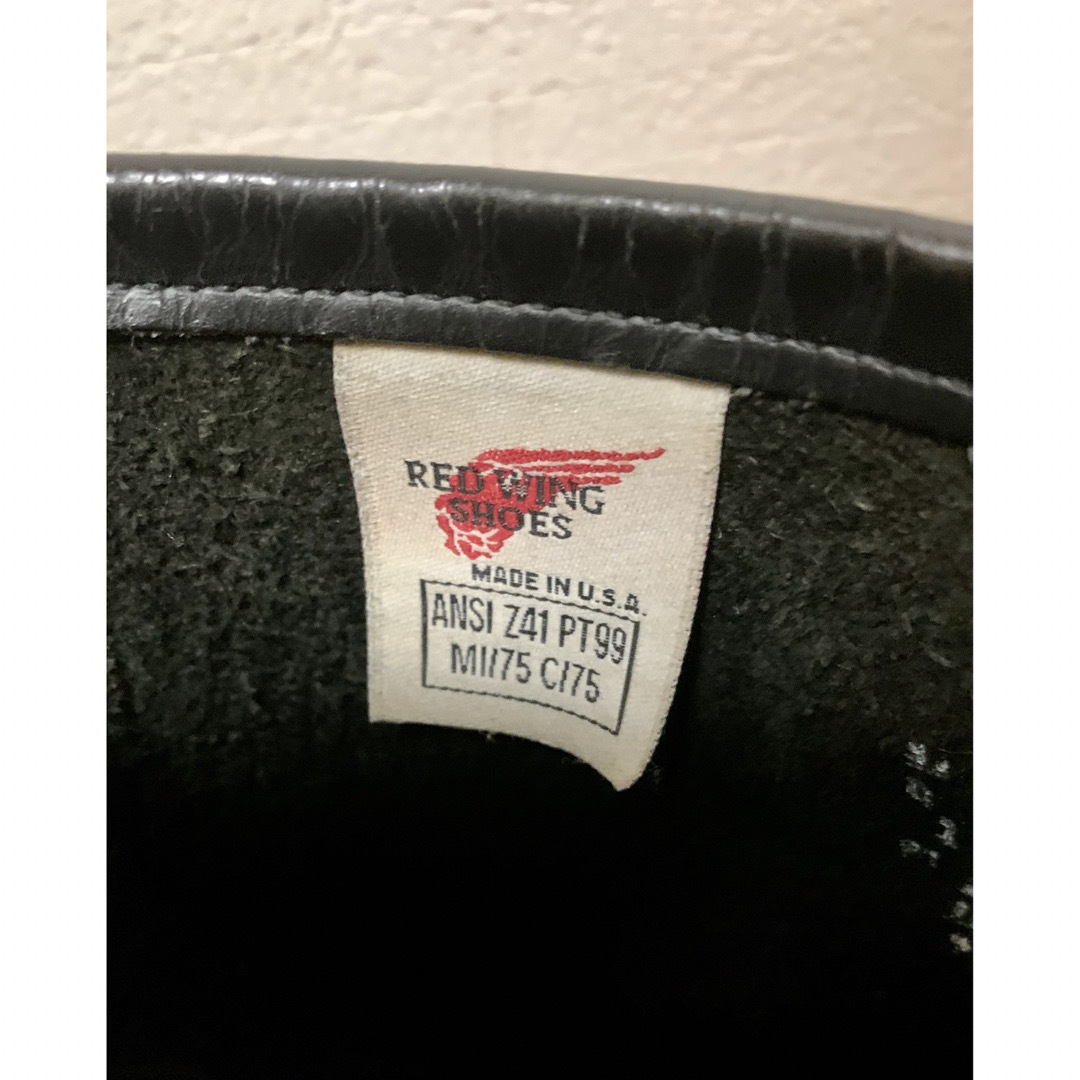 RED WING
SHOES
MADE IN U.S.A.
ANSI Z41 PT99
MI/75 C/75